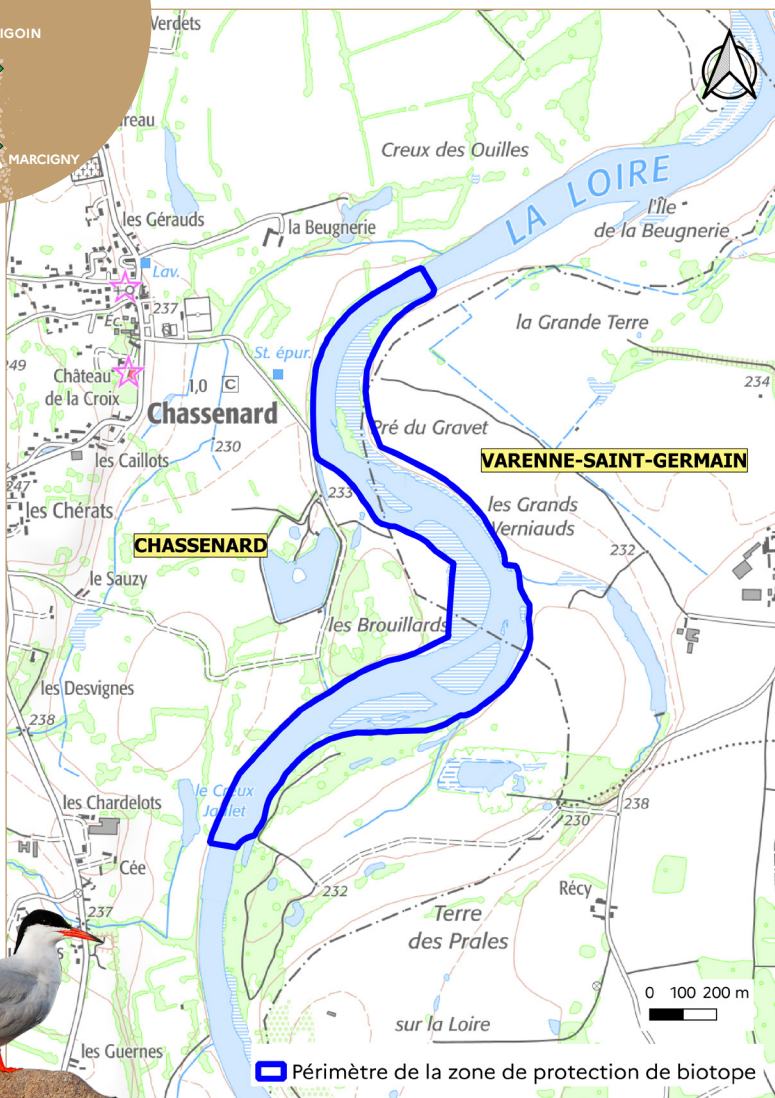 IGOIN
MARCIGNY
Verdets
reau
Creux des Ouilles
LA LOIRE
l'Île
de la Beugnerie
les Gérauds
la Beugnerie
Lav.
237
Ec.
la Grande Terre
St. épur.
249
Château
de la Croix
1,0
C
234
Chassenard
Pré du Gravet
230
les Caillots
VARENNE-SAINT-GERMAIN
247
233
les Grands
Verniauds
les Chérats
CHASSENARD
232
le Sauzy
les Brouillards
les Desvignes
238
le Creux
Jaulet
les Chardelots
238
230
Cée
232
Récy
237
Terre
des Prales
0 100 200 m
sur la Loire
les Guernes
Périmètre de la zone de protection de biotope